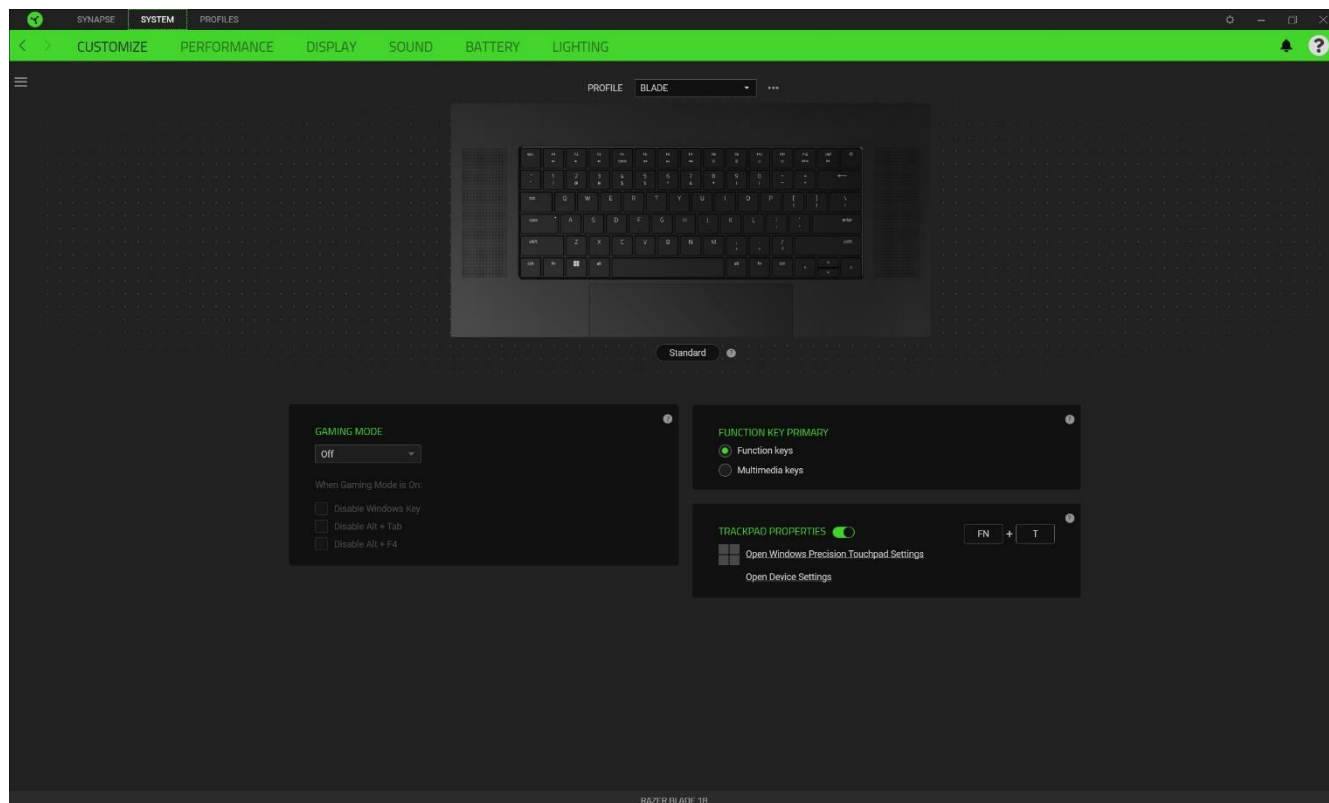 SYNAPSE SYSTEM PROFILES
CUSTOMIZE PERFORMANCE DISPLAY SOUND BATTERY LIGHTING ?
PROFILE BLADE
Q W E R T Y U I O P
A S D F G H J K L
Z X C V B N M
Standard ?
GAMING MODE ?
Off
When Gaming Mode is On:
Disable Windows Key
Disable Alt + Tab
Disable Alt + F4
FUNCTION KEY PRIMARY ?
Function keys
Multimedia keys
TRACKPAD PROPERTIES FN + T ?
Open Windows Precision Touchpad Settings
Open Device Settings
RAZER BLADE 18